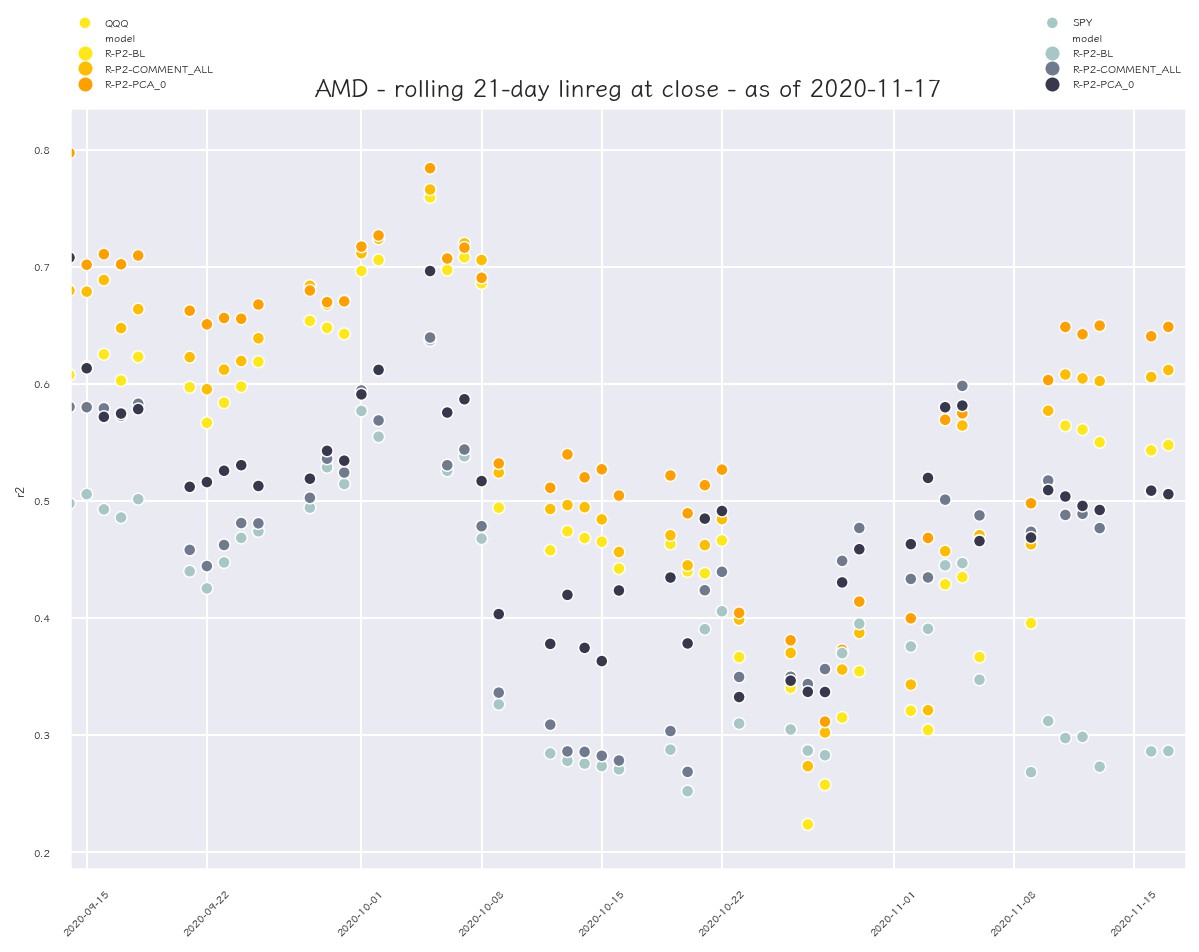 QQQ
model
R-P2-BL
R-P2-COMMENT_ALL
R-P2-PCA_0
SPY
model
R-P2-BL
R-P2-COMMENT_ALL
R-P2-PCA_0
AMD - rolling 21-day linreg at close - as of 2020-11-17
0.8
0.7
0.6
0.5
0.4
0.3
0.2
r2
2020-09-15
2020-09-22
2020-10-01
2020-10-08
2020-10-15
2020-10-22
2020-11-01
2020-11-08
2020-11-15